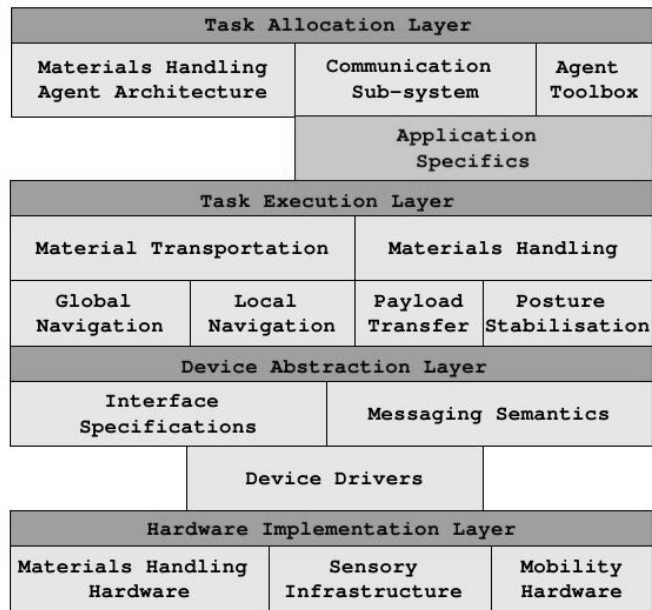 Task Allocation Layer
Materials Handling Communication Agent
Agent Architecture Sub-system Toolbox
Application
Specifics
Task Execution Layer
Material Transportation Materials Handling
Global Local Payload Posture
Navigation Navigation Transfer Stabilisation
Device Abstraction Layer
Interface
Specifications
Messaging Semantics
Device Drivers
Hardware Implementation Layer
Materials Handling Sensory Mobility
Hardware Infrastructure Hardware